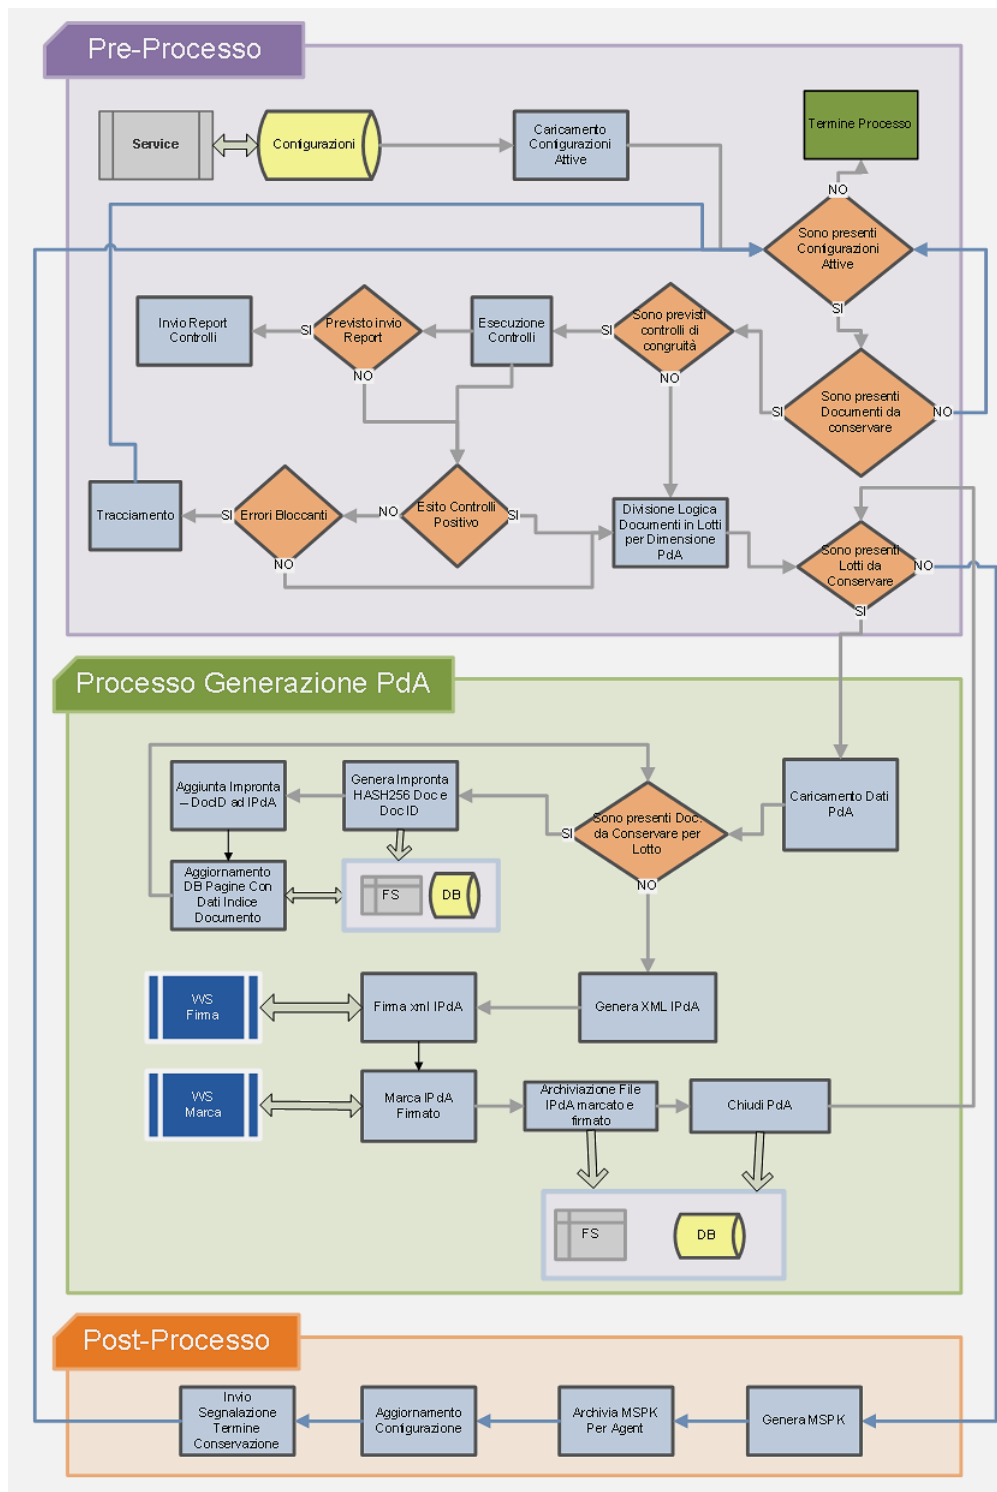 Pre-Processo
Service
Configurazioni
Caricamento
Configurazioni
Attive
Termine Processo
NO
Sono presenti
Configurazioni
Attive
SI
Invio Report
Controlli
SI
Previsto invio
Report
NO
Esecuzione
Controlli
SI
Sono previsti
controlli di
congruità
NO
SI
Sono presenti
Documenti da
conservare
NO
Tracciamento
SI
Errori Bloccanti
NO
NO
Esito Controlli
Positivo
SI
Divisione Logica
Documenti in Lotti
per Dimensione
PdA
Sono presenti
Lotti da
Conservare
NO
SI
Processo Generazione PdA
Aggiunta Impronta
– DocID ad IPdA
Genera Impronta
HASH256 Doc e
Doc ID
SI
Sono presenti Doc.
da Conservare per
Lotto
NO
Caricamento Dati
PdA
Aggiornamento
DB Pagine Con
Dati Indice
Documento
FS
DB
WS
Firma
Firma xml IPdA
Genera XML IPdA
WS
Marca
Marca IPdA
Firmato
Archiviazione File
IPdA marcato e
firmato
Chiudi PdA
FS
DB
Post-Processo
Invio
Segnalazione
Termine
Conservazione
Aggiornamento
Configurazione
Archivia MSPK
Per Agent
Genera MSPK